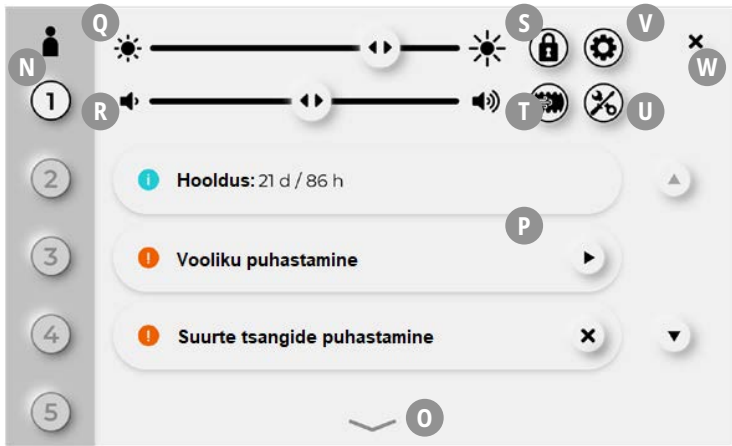 Q
S
V
N
W
1
R
T
U
2
i Hooldus: 21 d / 86 h
P
3
! Vooliku puhastamine
4
! Suurte tsangide puhastamine
5
O